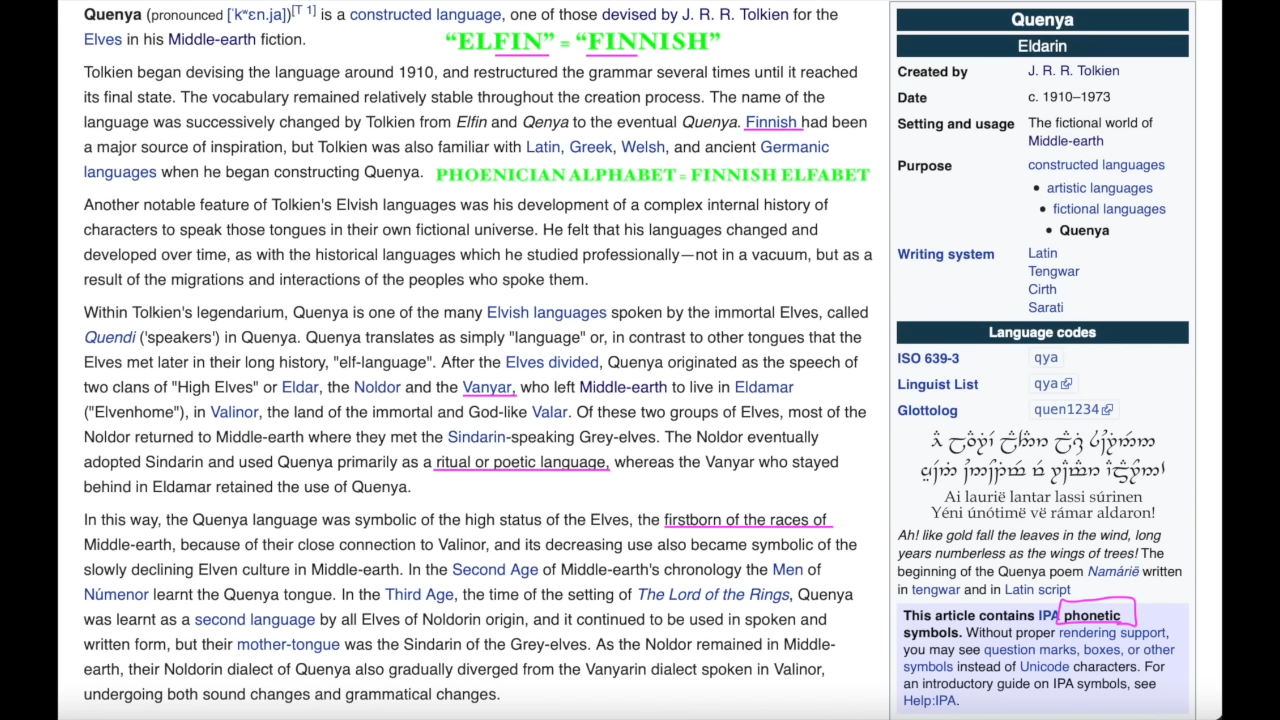 Quenya (pronounced [ˈkʷɛn.ja])[T 1] is a constructed language, one of those devised by J. R. R. Tolkien for the
Elves in his Middle-earth fiction.
“ELFIN” = “FINNISH”
Tolkien began devising the language around 1910, and restructured the grammar several times until it reached
its final state. The vocabulary remained relatively stable throughout the creation process. The name of the
language was successively changed by Tolkien from Elfin and Qenya to the eventual Quenya. Finnish had been
a major source of inspiration, but Tolkien was also familiar with Latin, Greek, Welsh, and ancient Germanic
languages when he began constructing Quenya.
PHOENICIAN ALPHABET = FINNISH ELFABET
Another notable feature of Tolkien's Elvish languages was his development of a complex internal history of
characters to speak those tongues in their own fictional universe. He felt that his languages changed and
developed over time, as with the historical languages which he studied professionally—not in a vacuum, but as a
result of the migrations and interactions of the peoples who spoke them.
Within Tolkien's legendarium, Quenya is one of the many Elvish languages spoken by the immortal Elves, called
Quendi ('speakers') in Quenya. Quenya translates as simply "language" or, in contrast to other tongues that the
Elves met later in their long history, "elf-language". After the Elves divided, Quenya originated as the speech of
two clans of "High Elves" or Eldar, the Noldor and the Vanyar, who left Middle-earth to live in Eldamar
("Elvenhome"), in Valinor, the land of the immortal and God-like Valar. Of these two groups of Elves, most of the
Noldor returned to Middle-earth where they met the Sindarin-speaking Grey-elves. The Noldor eventually
adopted Sindarin and used Quenya primarily as a ritual or poetic language, whereas the Vanyar who stayed
behind in Eldamar retained the use of Quenya.
In this way, the Quenya language was symbolic of the high status of the Elves, the firstborn of the races of
Middle-earth, because of their close connection to Valinor, and its decreasing use also became symbolic of the
slowly declining Elven culture in Middle-earth. In the Second Age of Middle-earth's chronology the Men of
Númenor learnt the Quenya tongue. In the Third Age, the time of the setting of The Lord of the Rings, Quenya
was learnt as a second language by all Elves of Noldorin origin, and it continued to be used in spoken and
written form, but their mother-tongue was the Sindarin of the Grey-elves. As the Noldor remained in Middle-
earth, their Noldorin dialect of Quenya also gradually diverged from the Vanyarin dialect spoken in Valinor,
undergoing both sound changes and grammatical changes.
Quenya
Eldarin
Created by J. R. R. Tolkien
Date c. 1910–1973
Setting and usage The fictional world of
Middle-earth
Purpose constructed languages
• artistic languages
• fictional languages
• Quenya
Writing system Latin
Tengwar
Cirth
Sarati
Language codes
ISO 639-3 qya
Linguist List qya
Glottolog quen1234
Ai laurië lantar lassi súrinen
Yéni únótimë vë rámar aldaron!
Ah! like gold fall the leaves in the wind, long
years numberless as the wings of trees! The
beginning of the Quenya poem Namárië written
in tengwar and in Latin script
This article contains IPA phonetic
symbols. Without proper rendering support,
you may see question marks, boxes, or other
symbols instead of Unicode characters. For
an introductory guide on IPA symbols, see
Help:IPA.